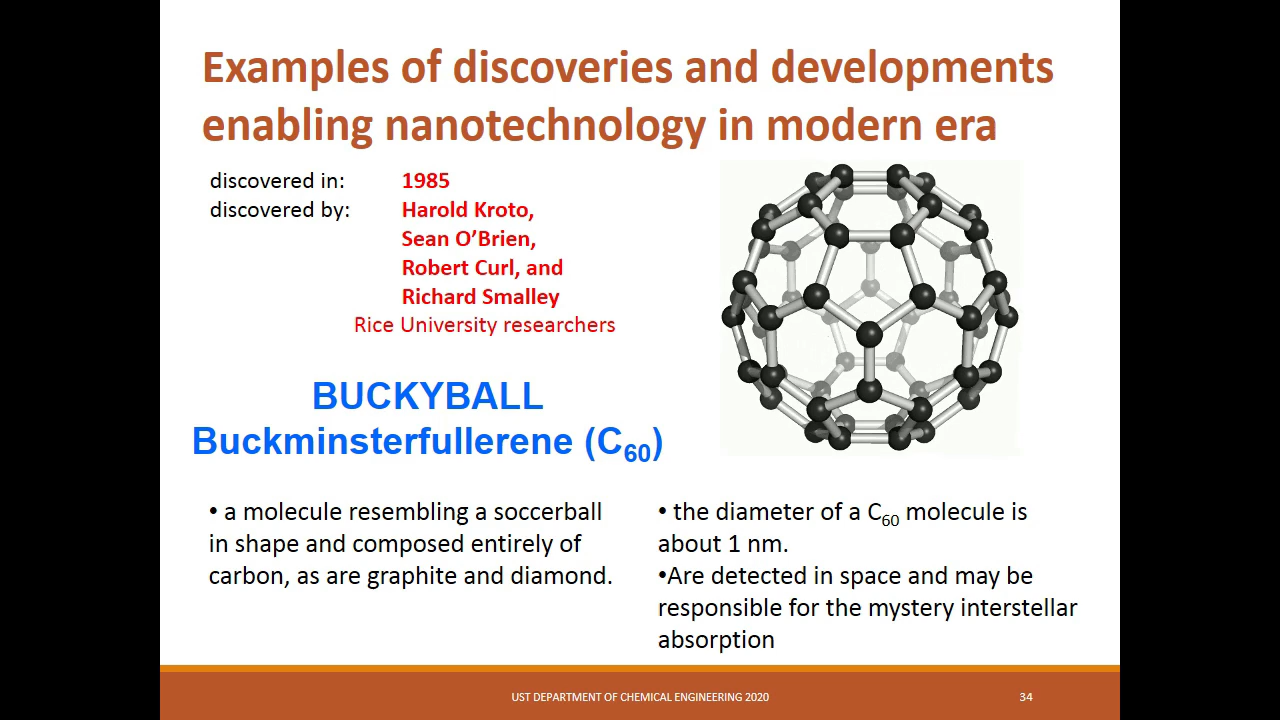 Examples of discoveries and developments
enabling nanotechnology in modern era
discovered in: 1985
discovered by: Harold Kroto,
Sean O’Brien,
Robert Curl, and
Richard Smalley
Rice University researchers
BUCKYBALL
Buckminsterfullerene (C60)
• a molecule resembling a soccerball
in shape and composed entirely of
carbon, as are graphite and diamond.
• the diameter of a C60 molecule is
about 1 nm.
•Are detected in space and may be
responsible for the mystery interstellar
absorption
UST DEPARTMENT OF CHEMICAL ENGINEERING 2020
34